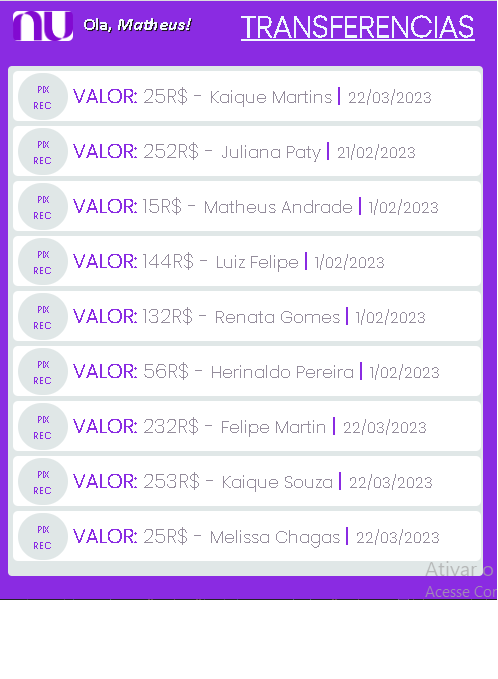 nu Ola, Matheus! TRANSFERENCIAS
PIX REC VALOR: 25R$ - Kaique Martins | 22/03/2023
PIX REC VALOR: 252R$ - Juliana Paty | 21/02/2023
PIX REC VALOR: 15R$ - Matheus Andrade | 1/02/2023
PIX REC VALOR: 144R$ - Luiz Felipe | 1/02/2023
PIX REC VALOR: 132R$ - Renata Gomes | 1/02/2023
PIX REC VALOR: 56R$ - Herinaldo Pereira | 1/02/2023
PIX REC VALOR: 232R$ - Felipe Martin | 22/03/2023
PIX REC VALOR: 253R$ - Kaique Souza | 22/03/2023
PIX REC VALOR: 25R$ - Melissa Chagas | 22/03/2023
Ativar o
Acesse Con